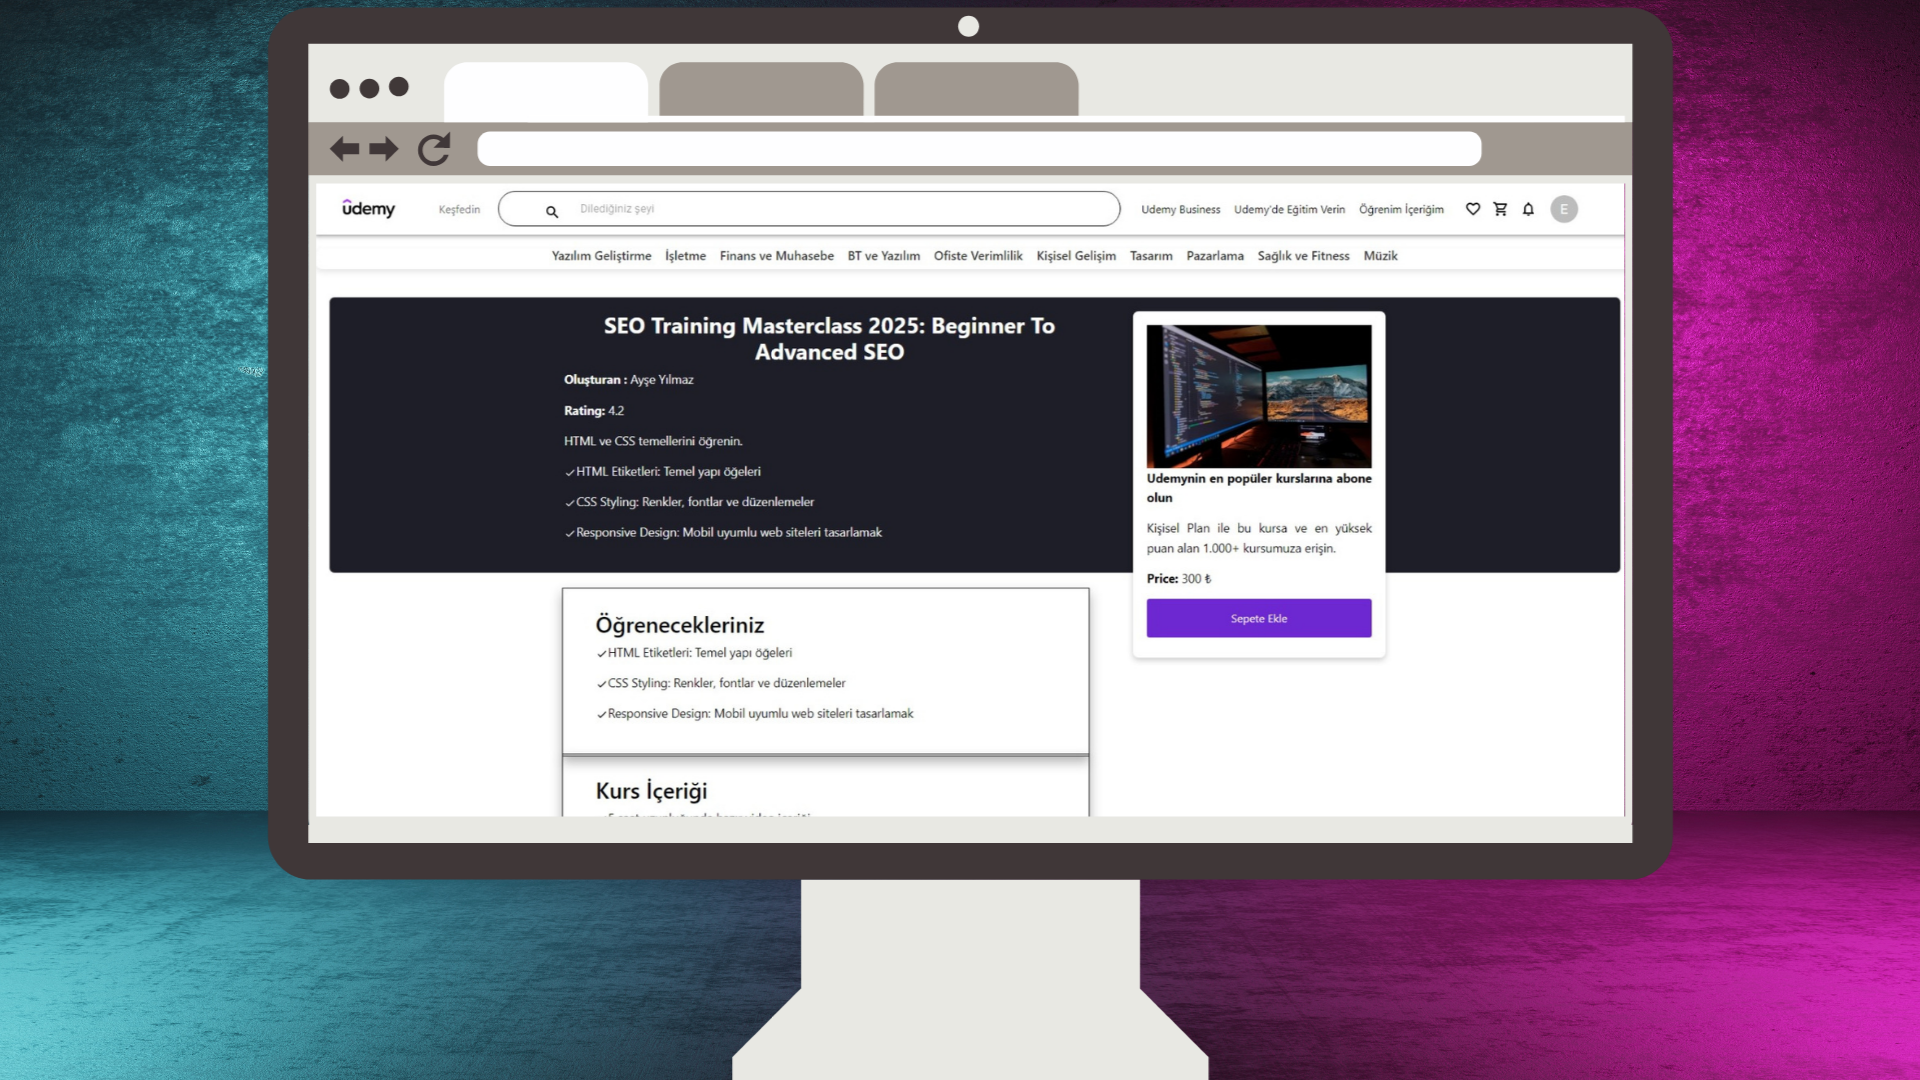 ûdemy
Keşfedin
Dilediğiniz şeyi
Udemy Business
Udemy'de Eğitim Verin
Öğrenim İçeriğim
E
Yazılım Geliştirme İşletme Finans ve Muhasebe BT ve Yazılım Ofiste Verimlilik Kişisel Gelişim Tasarım Pazarlama Sağlık ve Fitness Müzik
SEO Training Masterclass 2025: Beginner To
Advanced SEO
Oluşturan : Ayşe Yılmaz
Rating: 4.2
HTML ve CSS temellerini öğrenin.
✓HTML Etiketleri: Temel yapı öğeleri
✓CSS Styling: Renkler, fontlar ve düzenlemeler
✓Responsive Design: Mobil uyumlu web siteleri tasarlamak
Udemynin en popüler kurslarına abone
olun
Kişisel Plan ile bu kursa ve en yüksek
puan alan 1.000+ kursumuza erişin.
Price: 300 ₺
Sepete Ekle
Öğrenecekleriniz
✓HTML Etiketleri: Temel yapı öğeleri
✓CSS Styling: Renkler, fontlar ve düzenlemeler
✓Responsive Design: Mobil uyumlu web siteleri tasarlamak
Kurs İçeriği